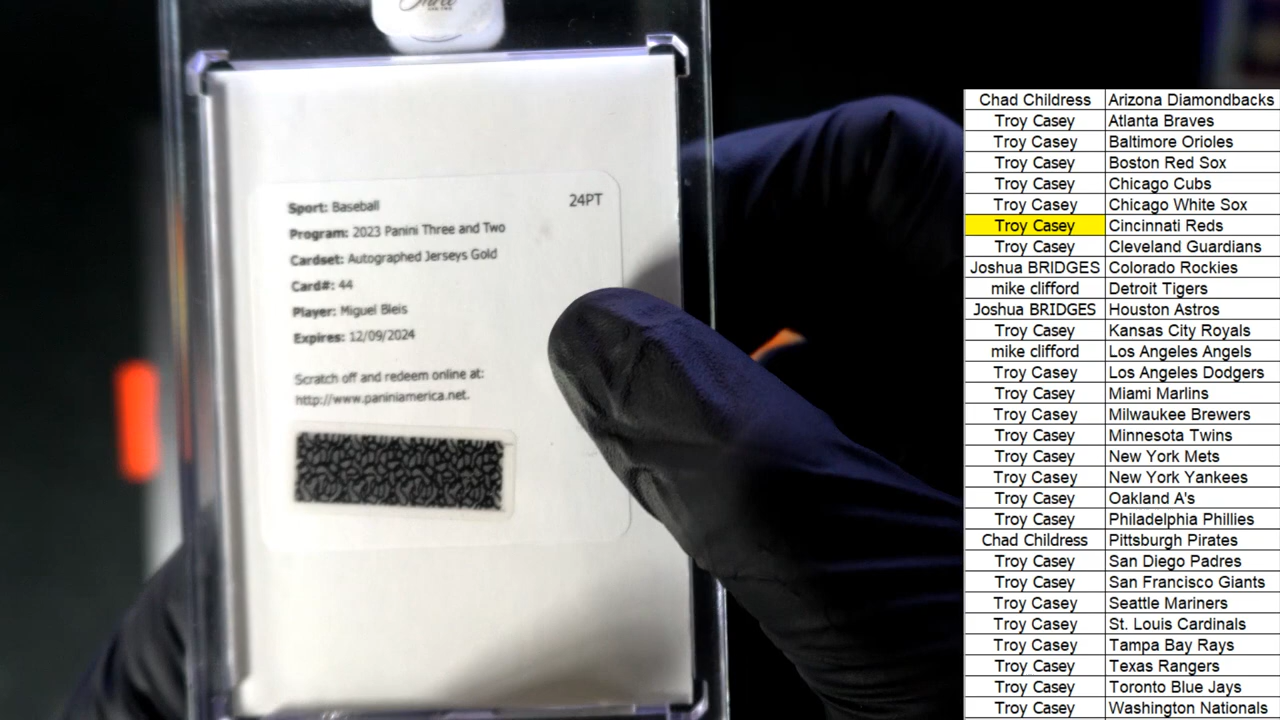 Three
AND TWO
Sport: Baseball 24PT
Program: 2023 Panini Three and Two
Cardset: Autographed Jerseys Gold
Card#: 44
Player: Miguel Bleis
Expires: 12/09/2024
Scratch off and redeem online at:
http://www.paniniamerica.net.
Chad Childress Arizona Diamondbacks
Troy Casey Atlanta Braves
Troy Casey Baltimore Orioles
Troy Casey Boston Red Sox
Troy Casey Chicago Cubs
Troy Casey Chicago White Sox
Troy Casey Cincinnati Reds
Troy Casey Cleveland Guardians
Joshua BRIDGES Colorado Rockies
mike clifford Detroit Tigers
Joshua BRIDGES Houston Astros
Troy Casey Kansas City Royals
mike clifford Los Angeles Angels
Troy Casey Los Angeles Dodgers
Troy Casey Miami Marlins
Troy Casey Milwaukee Brewers
Troy Casey Minnesota Twins
Troy Casey New York Mets
Troy Casey New York Yankees
Troy Casey Oakland A's
Troy Casey Philadelphia Phillies
Chad Childress Pittsburgh Pirates
Troy Casey San Diego Padres
Troy Casey San Francisco Giants
Troy Casey Seattle Mariners
Troy Casey St. Louis Cardinals
Troy Casey Tampa Bay Rays
Troy Casey Texas Rangers
Troy Casey Toronto Blue Jays
Troy Casey Washington Nationals